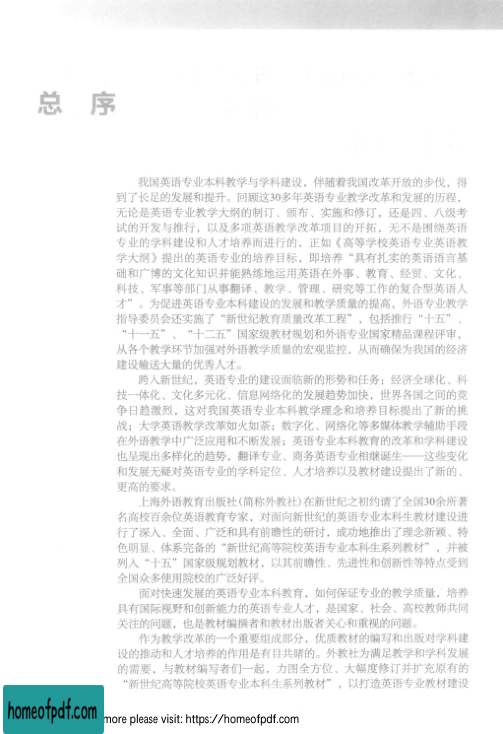 总 序
我国英语专业本科教学与学科建设，伴随着我国改革开放的步伐，得
到了长足的发展和提升。回顾这30多年英语专业教学改革和发展的历程，
无论是英语专业教学大纲的制订、颁布、实施和修订，还是四、八级考
试的开发与推行，以及多项英语教学改革项目的开拓，无不是围绕英语
专业的学科建设和人才培养而进行的，正如《高等学校英语专业英语教
学大纲》提出的英语专业的培养目标，即培养“具有扎实的英语语言基
础和广博的文化知识并能熟练地运用英语在外事、教育、经贸、文化、
科技、军事等部门从事翻译、教学、管理、研究等工作的复合型英语人
才”。为促进英语专业本科建设的发展和教学质量的提高，外语专业教学
指导委员会还实施了“新世纪教育质量改革工程”，包括推行“十五”、
“十一五”、“十二五”国家级教材规划和外语专业国家精品课程评审，
从各个教学环节加强对外语教学质量的宏观监控，从而确保为我国的经济
建设输送大量的优秀人才。
跨入新世纪，英语专业的建设面临新的形势和任务：经济全球化、科
技一体化、文化多元化、信息网络化的发展趋势加快，世界各国之间的竞
争日趋激烈，这对我国英语专业本科教学理念和培养目标提出了新的挑
战；大学英语教学改革如火如荼；数字化、网络化等多媒体教学辅助手段
在外语教学中广泛应用和不断发展；英语专业本科教育的改革和学科建设
也呈现出多样化的趋势，翻译专业、商务英语专业相继诞生——这些变化
和发展无疑对英语专业的学科定位、人才培养以及教材建设提出了新的、
更高的要求。
上海外语教育出版社(简称外教社)在新世纪之初约请了全国30余所著
名高校百余位英语教育专家，对面向新世纪的英语专业本科生教材建设进
行了深入、全面、广泛和具有前瞻性的研讨，成功地推出了理念新颖、特
色明显、体系完备的“新世纪高等院校英语专业本科生系列教材”，并被
列入“十五”国家级规划教材，以其前瞻性、先进性和创新性等特点受到
全国众多使用院校的广泛好评。
面对快速发展的英语专业本科教育，如何保证专业的教学质量，培养
具有国际视野和创新能力的英语专业人才，是国家、社会、高校教师共同
关注的问题，也是教材编撰者和教材出版者关心和重视的问题。
作为教学改革的一个重要组成部分，优质教材的编写和出版对学科建
设的推动和人才培养的作用是有目共睹的。外教社为满足教学和学科发展
的需要，与教材编写者们一起，力图全方位、大幅度修订并扩充原有的
“新世纪高等院校英语专业本科生系列教材”，以打造英语专业教材建设
homeofpdf.com
more please visit: https://homeofpdf.com